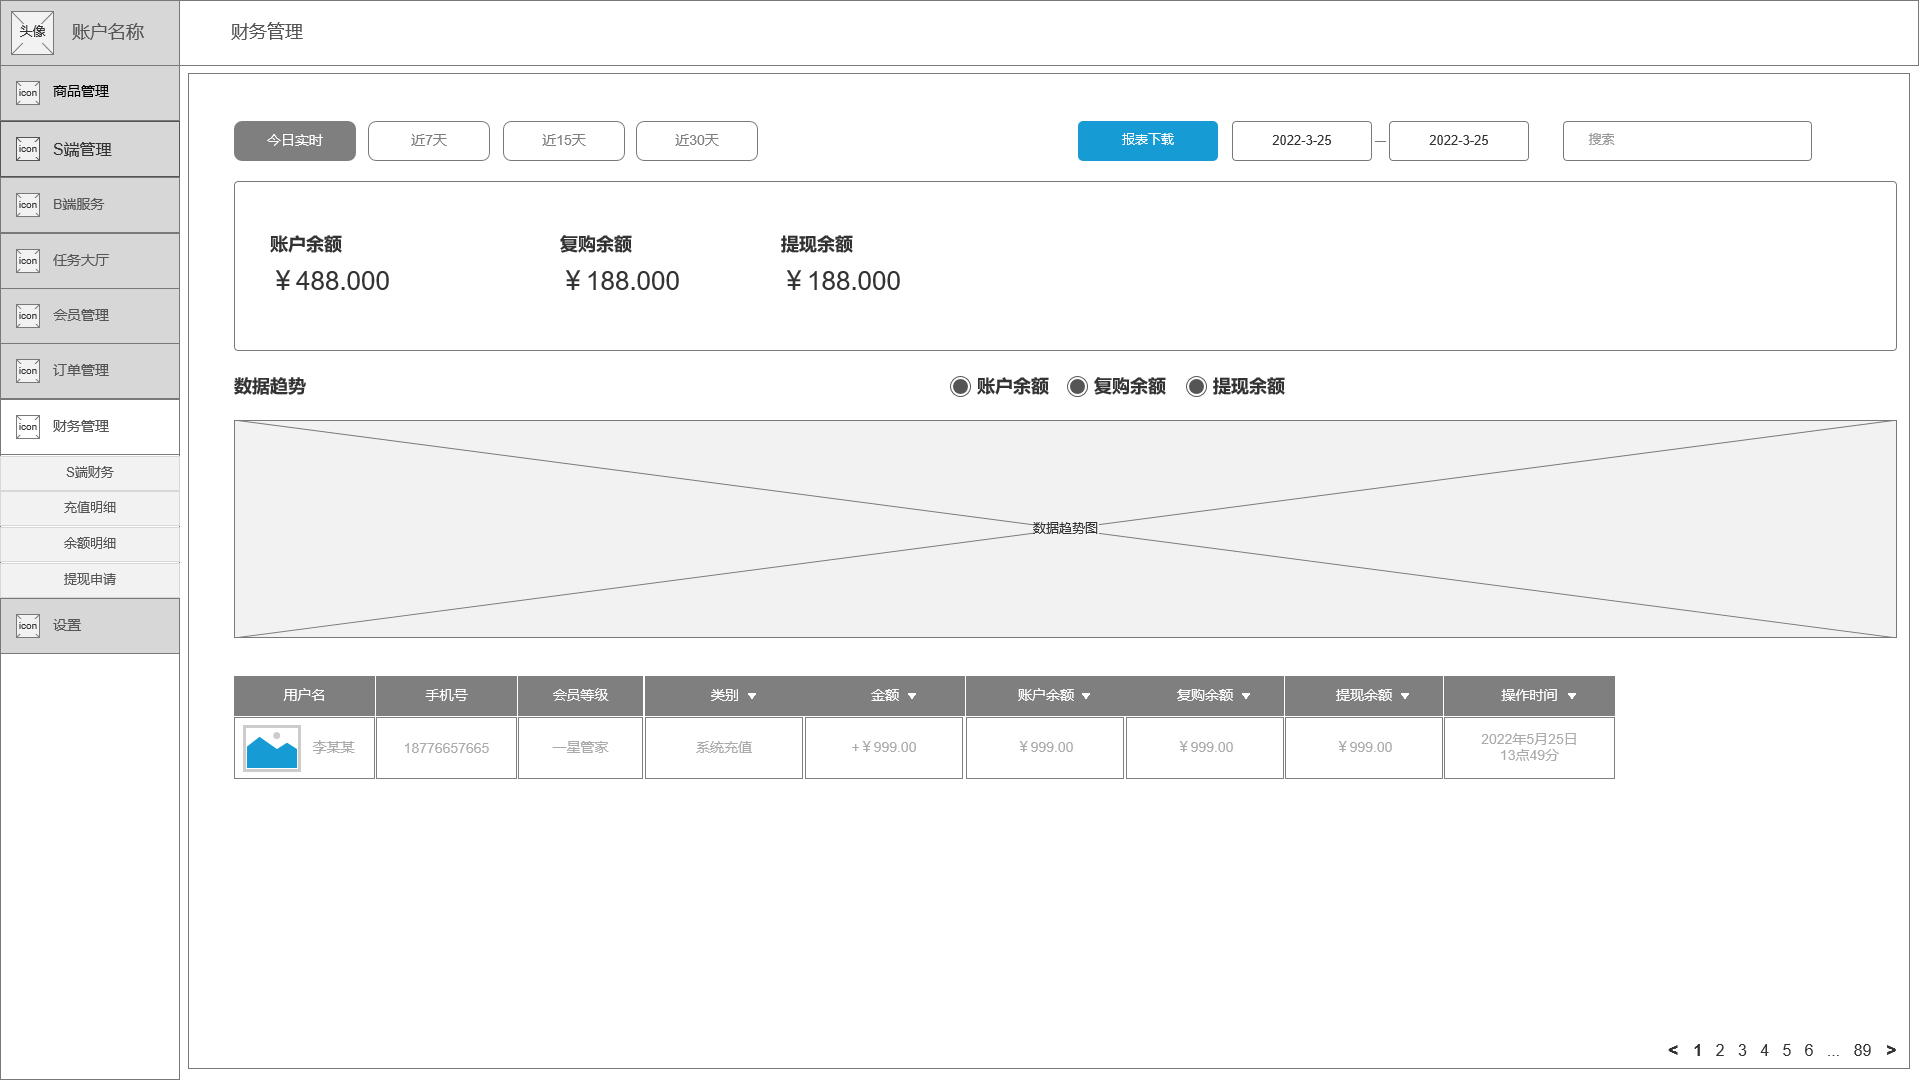 头像 账户名称
财务管理
icon 商品管理
icon S端管理
icon B端服务
icon 任务大厅
icon 会员管理
icon 订单管理
icon 财务管理
S端财务
充值明细
余额明细
提现申请
icon 设置
今日实时 近7天 近15天 近30天 报表下载 2022-3-25 — 2022-3-25 搜索
账户余额 复购余额 提现余额
¥488.000 ¥188.000 ¥188.000
数据趋势 账户余额 复购余额 提现余额
数据趋势图
用户名 手机号 会员等级 类别 金额 账户余额 复购余额 提现余额 操作时间
李某某 18776657665 一星管家 系统充值 +¥999.00 ¥999.00 ¥999.00 ¥999.00 2022年5月25日
13点49分
< 1 2 3 4 5 6 ... 89 >